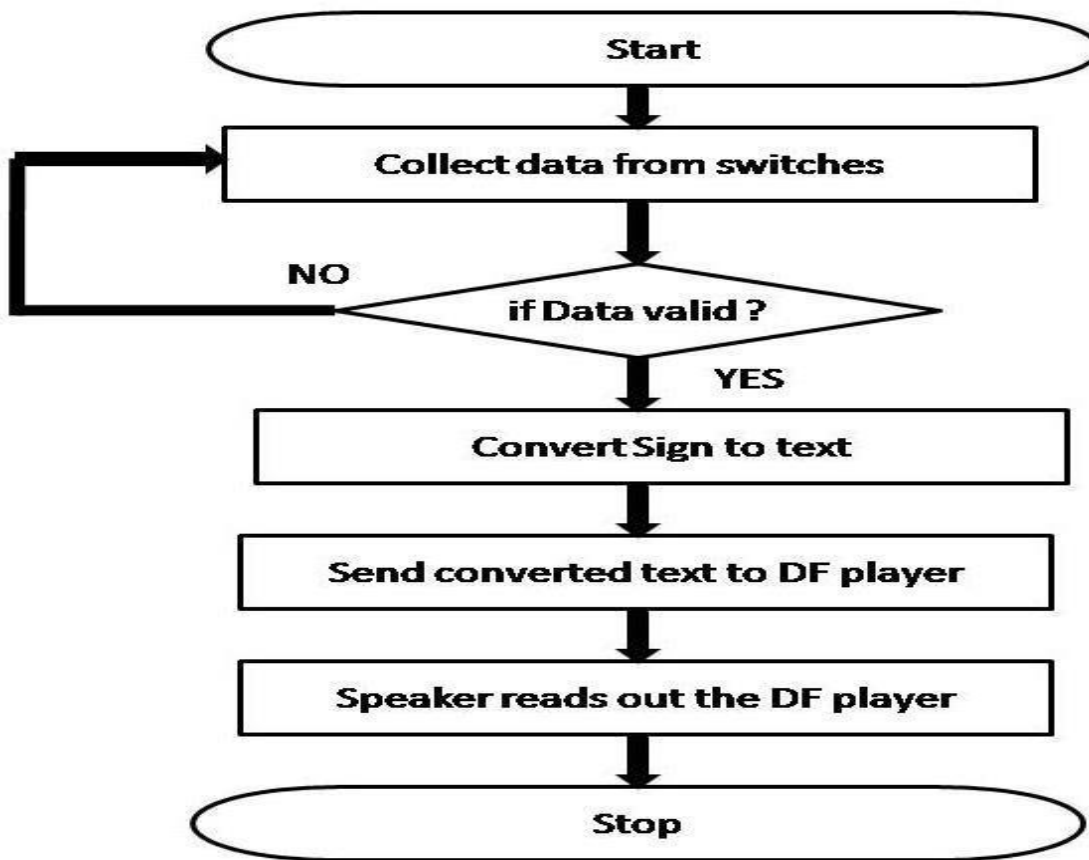 Start
Collect data from switches
NO
if Data valid ?
YES
Convert Sign to text
Send converted text to DF player
Speaker reads out the DF player
Stop